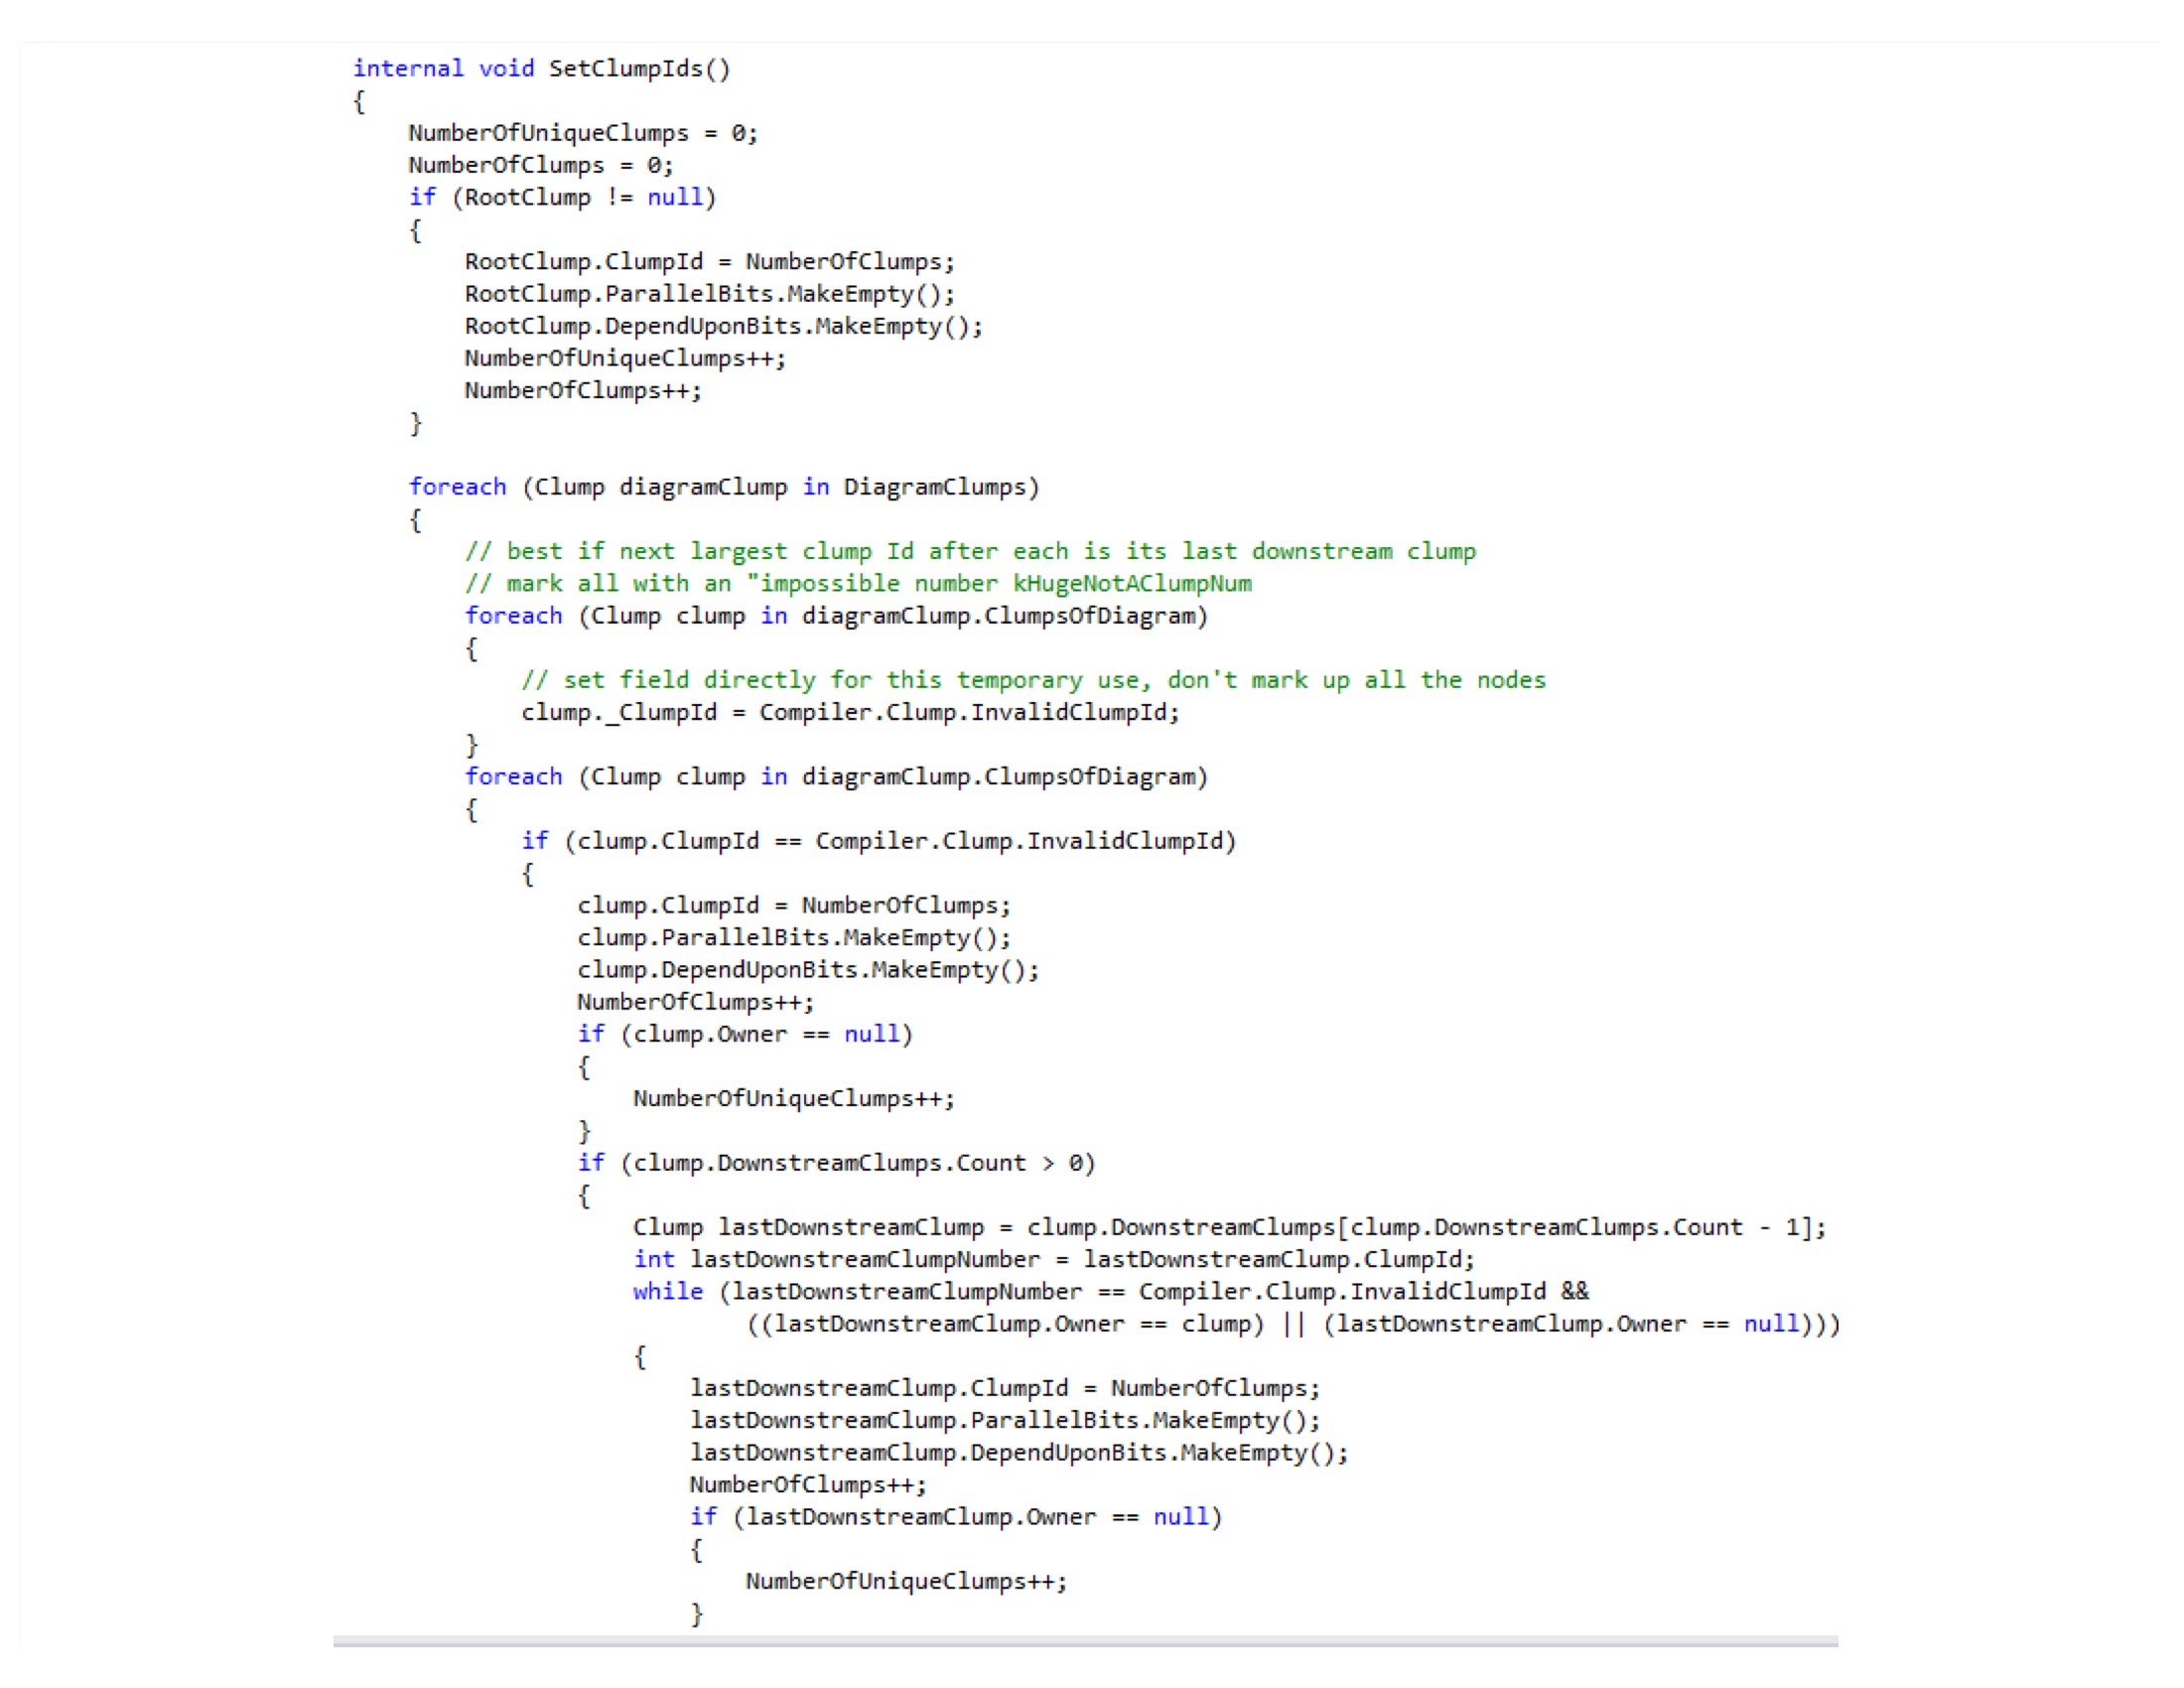 internal void SetClumpIds()
{
    NumberOfUniqueClumps = 0;
    NumberOfClumps = 0;
    if (RootClump != null)
    {
        RootClump.ClumpId = NumberOfClumps;
        RootClump.ParallelBits.MakeEmpty();
        RootClump.DependUponBits.MakeEmpty();
        NumberOfUniqueClumps++;
        NumberOfClumps++;
    }

    foreach (Clump diagramClump in DiagramClumps)
    {
        // best if next largest clump Id after each is its last downstream clump
        // mark all with an "impossible number kHugeNotAClumpNum
        foreach (Clump clump in diagramClump.ClumpsOfDiagram)
        {
            // set field directly for this temporary use, don't mark up all the nodes
            clump._ClumpId = Compiler.Clump.InvalidClumpId;
        }
        foreach (Clump clump in diagramClump.ClumpsOfDiagram)
        {
            if (clump.ClumpId == Compiler.Clump.InvalidClumpId)
            {
                clump.ClumpId = NumberOfClumps;
                clump.ParallelBits.MakeEmpty();
                clump.DependUponBits.MakeEmpty();
                NumberOfClumps++;
                if (clump.Owner == null)
                {
                    NumberOfUniqueClumps++;
                }
                if (clump.DownstreamClumps.Count > 0)
                {
                    Clump lastDownstreamClump = clump.DownstreamClumps[clump.DownstreamClumps.Count - 1];
                    int lastDownstreamClumpNumber = lastDownstreamClump.ClumpId;
                    while (lastDownstreamClumpNumber == Compiler.Clump.InvalidClumpId &&
                            ((lastDownstreamClump.Owner == clump) || (lastDownstreamClump.Owner == null)))
                    {
                        lastDownstreamClump.ClumpId = NumberOfClumps;
                        lastDownstreamClump.ParallelBits.MakeEmpty();
                        lastDownstreamClump.DependUponBits.MakeEmpty();
                        NumberOfClumps++;
                        if (lastDownstreamClump.Owner == null)
                        {
                            NumberOfUniqueClumps++;
                        }